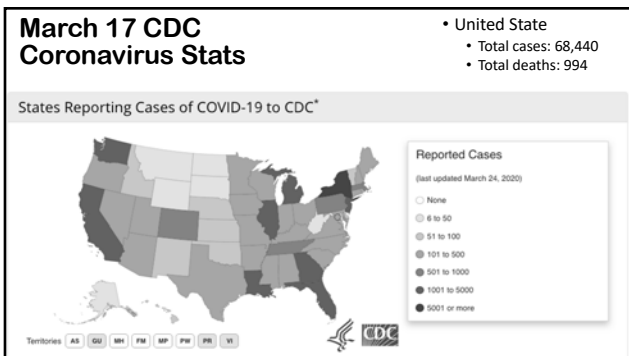 March 17 CDC
Coronavirus Stats
• United State
• Total cases: 68,440
• Total deaths: 994
States Reporting Cases of COVID-19 to CDC*
Reported Cases
(last updated March 24, 2020)
None
6 to 50
51 to 100
101 to 500
501 to 1000
1001 to 5000
5001 or more
Territories AS GU MH FM MP PW PR VI
CDC